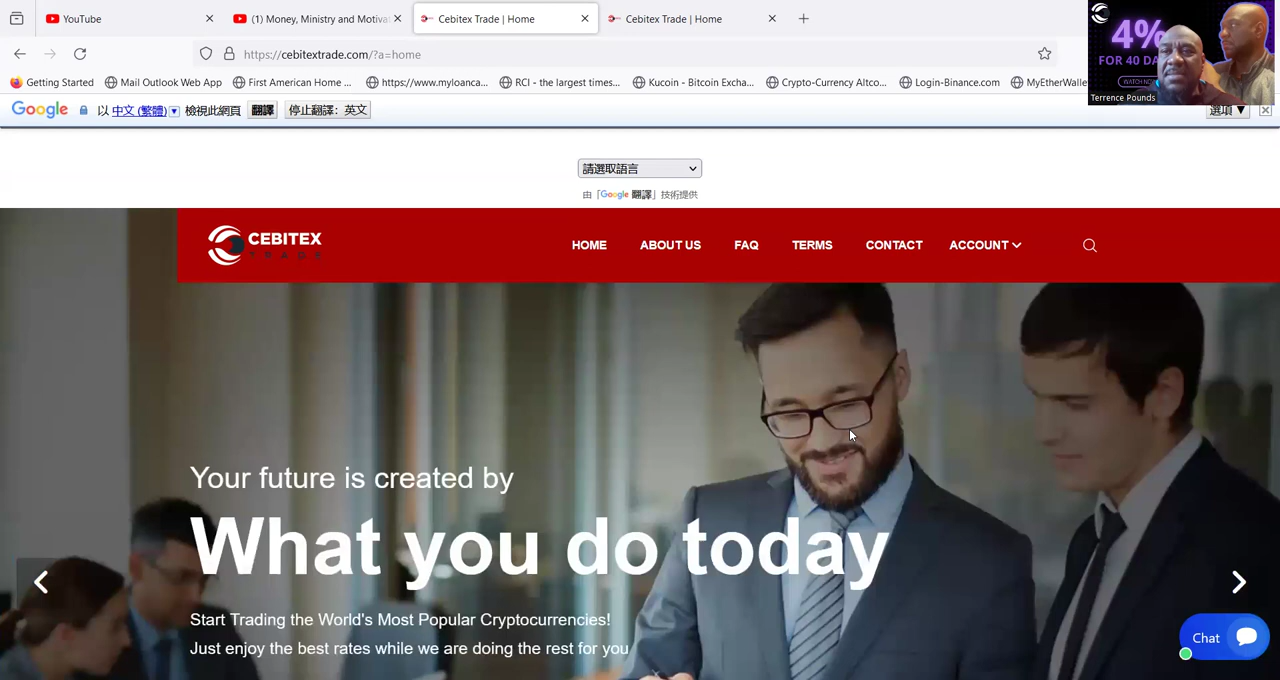 YouTube
(1) Money, Ministry and Motiva
Cebitex Trade | Home
Cebitex Trade | Home
https://cebitextrade.com/?a=home
Getting Started
Mail Outlook Web App
First American Home ...
https://www.myloanca...
RCI - the largest times...
Kucoin - Bitcoin Excha...
Crypto-Currency Altco...
Login-Binance.com
MyEtherWalle
4%
FOR 40 DA
WATCH NOW
Terrence Pounds
Google 以 中文 (繁體) 檢視此網頁 翻譯 停止翻譯：英文 選項 ▼
請選取語言
由「Google 翻譯」技術提供
CEBITEX
TRADE
HOME
ABOUT US
FAQ
TERMS
CONTACT
ACCOUNT
Your future is created by
What you do today
Start Trading the World's Most Popular Cryptocurrencies!
Just enjoy the best rates while we are doing the rest for you
Chat